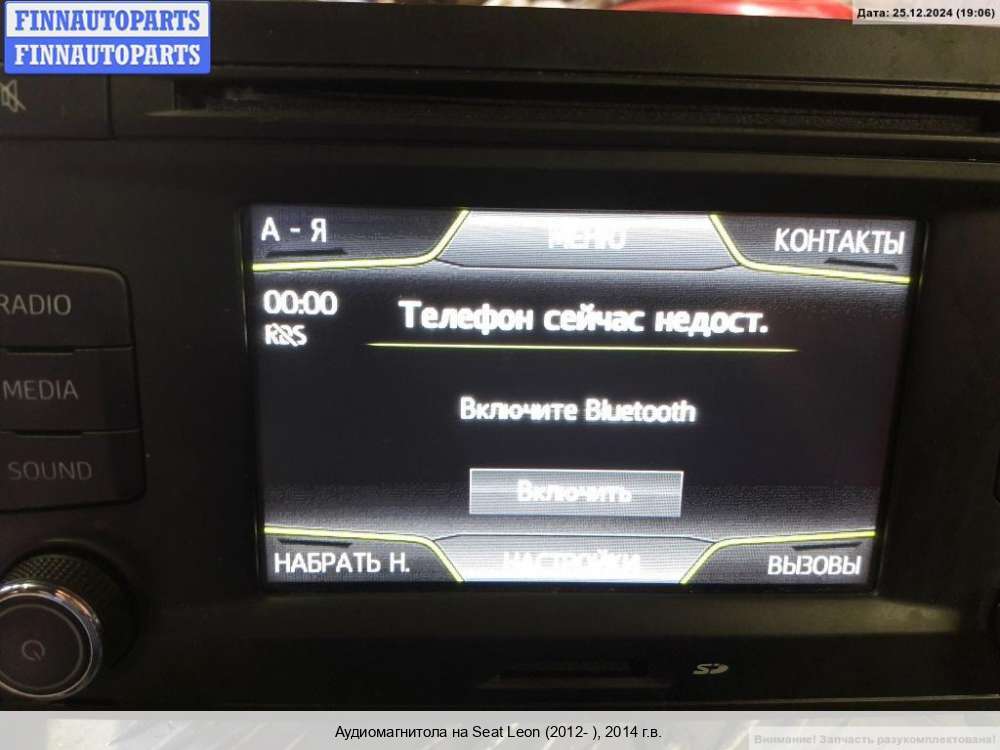 FINNAUTOPARTS
FINNAUTOPARTS
Дата: 25.12.2024 (19:06)
А - Я
МЕНЮ
КОНТАКТЫ
RADIO
00:00
Телефон сейчас недост.
MEDIA
Включите Bluetooth
SOUND
Включить
НАБРАТЬ Н.
НАСТРОЙКИ
ВЫЗОВЫ
SD
Аудиомагнитола на Seat Leon (2012- ), 2014 г.в.
Внимание! Запчасть разукомплектована!